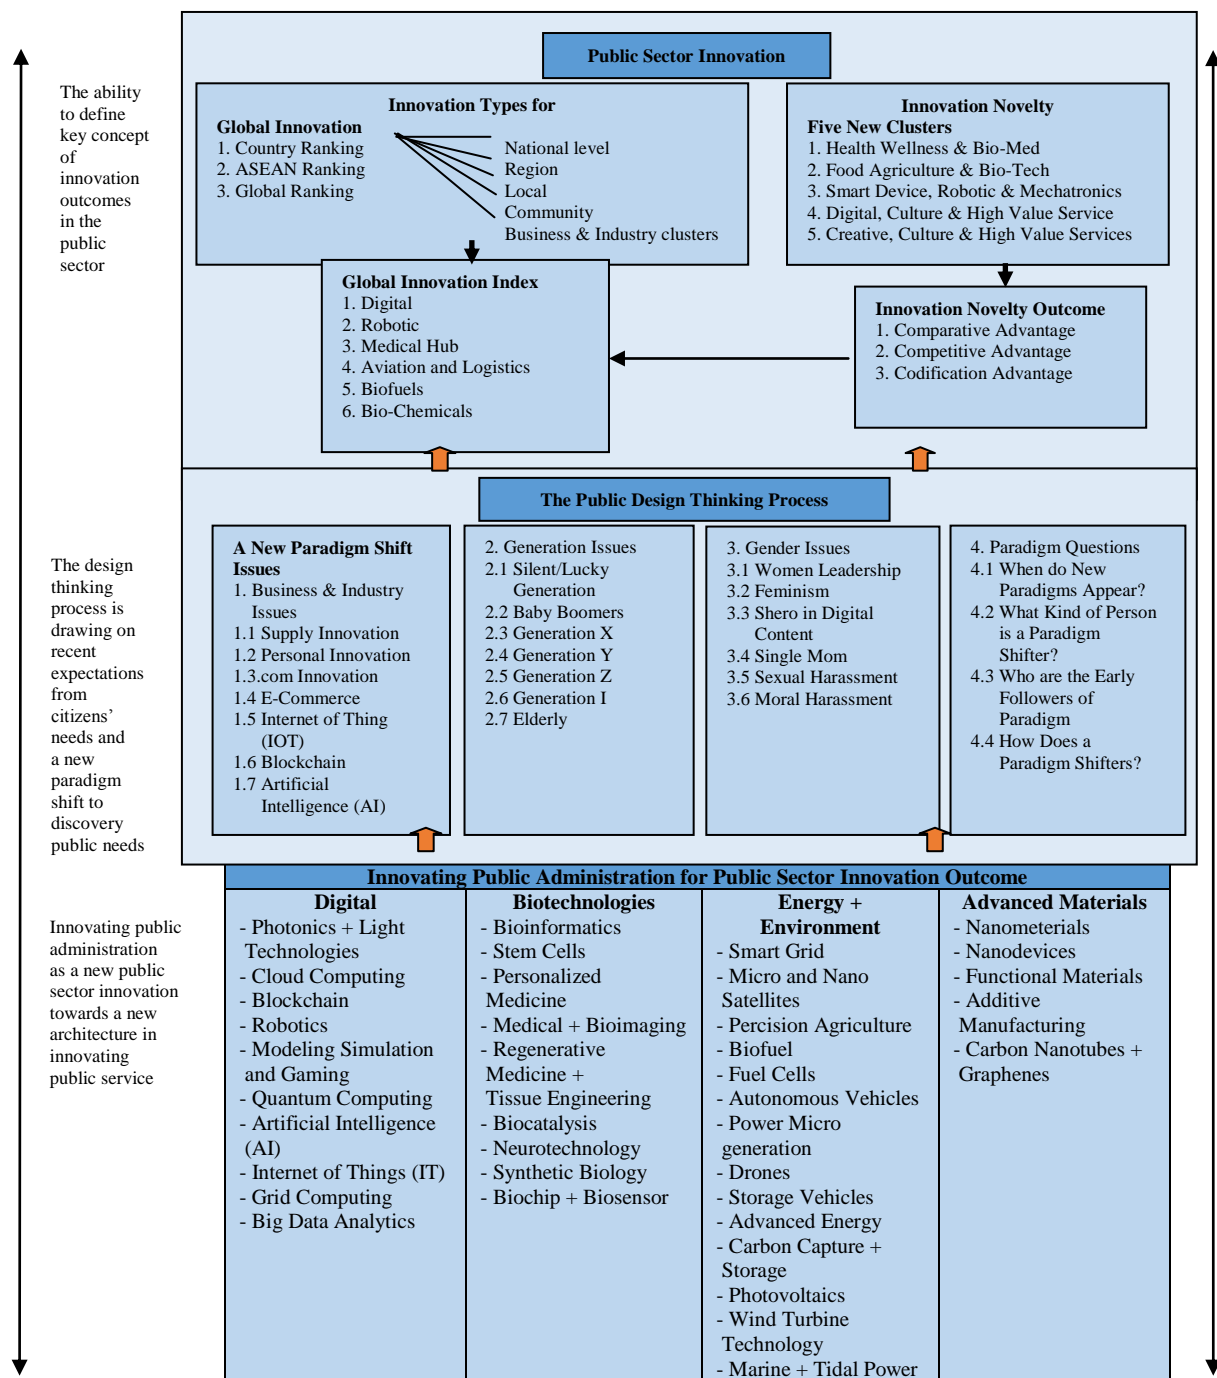 Public Sector Innovation
The ability
to define
key concept
of
innovation
outcomes
in the
public
sector
Innovation Types for
Global Innovation
1. Country Ranking
2. ASEAN Ranking
3. Global Ranking
National level
Region
Local
Community
Business & Industry clusters
Innovation Novelty
Five New Clusters
1. Health Wellness & Bio-Med
2. Food Agriculture & Bio-Tech
3. Smart Device, Robotic & Mechatronics
4. Digital, Culture & High Value Service
5. Creative, Culture & High Value Services
Global Innovation Index
1. Digital
2. Robotic
3. Medical Hub
4. Aviation and Logistics
5. Biofuels
6. Bio-Chemicals
Innovation Novelty Outcome
1. Comparative Advantage
2. Competitive Advantage
3. Codification Advantage
The Public Design Thinking Process
The design
thinking
process is
drawing on
recent
expectations
from
citizens’
needs and
a new
paradigm
shift to
discovery
public needs
A New Paradigm Shift
Issues
1. Business & Industry
Issues
1.1 Supply Innovation
1.2 Personal Innovation
1.3.com Innovation
1.4 E-Commerce
1.5 Internet of Thing
(IOT)
1.6 Blockchain
1.7 Artificial
Intelligence (AI)
2. Generation Issues
2.1 Silent/Lucky
Generation
2.2 Baby Boomers
2.3 Generation X
2.4 Generation Y
2.5 Generation Z
2.6 Generation I
2.7 Elderly
3. Gender Issues
3.1 Women Leadership
3.2 Feminism
3.3 Shero in Digital
Content
3.4 Single Mom
3.5 Sexual Harassment
3.6 Moral Harassment
4. Paradigm Questions
4.1 When do New
Paradigms Appear?
4.2 What Kind of Person
is a Paradigm
Shifter?
4.3 Who are the Early
Followers of
Paradigm
4.4 How Does a
Paradigm Shifters?
Innovating Public Administration for Public Sector Innovation Outcome
Innovating public
administration
as a new public
sector innovation
towards a new
architecture in
innovating
public service
Digital
- Photonics + Light
Technologies
- Cloud Computing
- Blockchain
- Robotics
- Modeling Simulation
and Gaming
- Quantum Computing
- Artificial Intelligence
(AI)
- Internet of Things (IT)
- Grid Computing
- Big Data Analytics
Biotechnologies
- Bioinformatics
- Stem Cells
- Personalized
Medicine
- Medical + Bioimaging
- Regenerative
Medicine +
Tissue Engineering
- Biocatalysis
- Neurotechnology
- Synthetic Biology
- Biochip + Biosensor
Energy +
Environment
- Smart Grid
- Micro and Nano
Satellites
- Percision Agriculture
- Biofuel
- Fuel Cells
- Autonomous Vehicles
- Power Micro
generation
- Drones
- Storage Vehicles
- Advanced Energy
- Carbon Capture +
Storage
- Photovoltaics
- Wind Turbine
Technology
- Marine + Tidal Power
Advanced Materials
- Nanometerials
- Nanodevices
- Functional Materials
- Additive
Manufacturing
- Carbon Nanotubes +
Graphenes